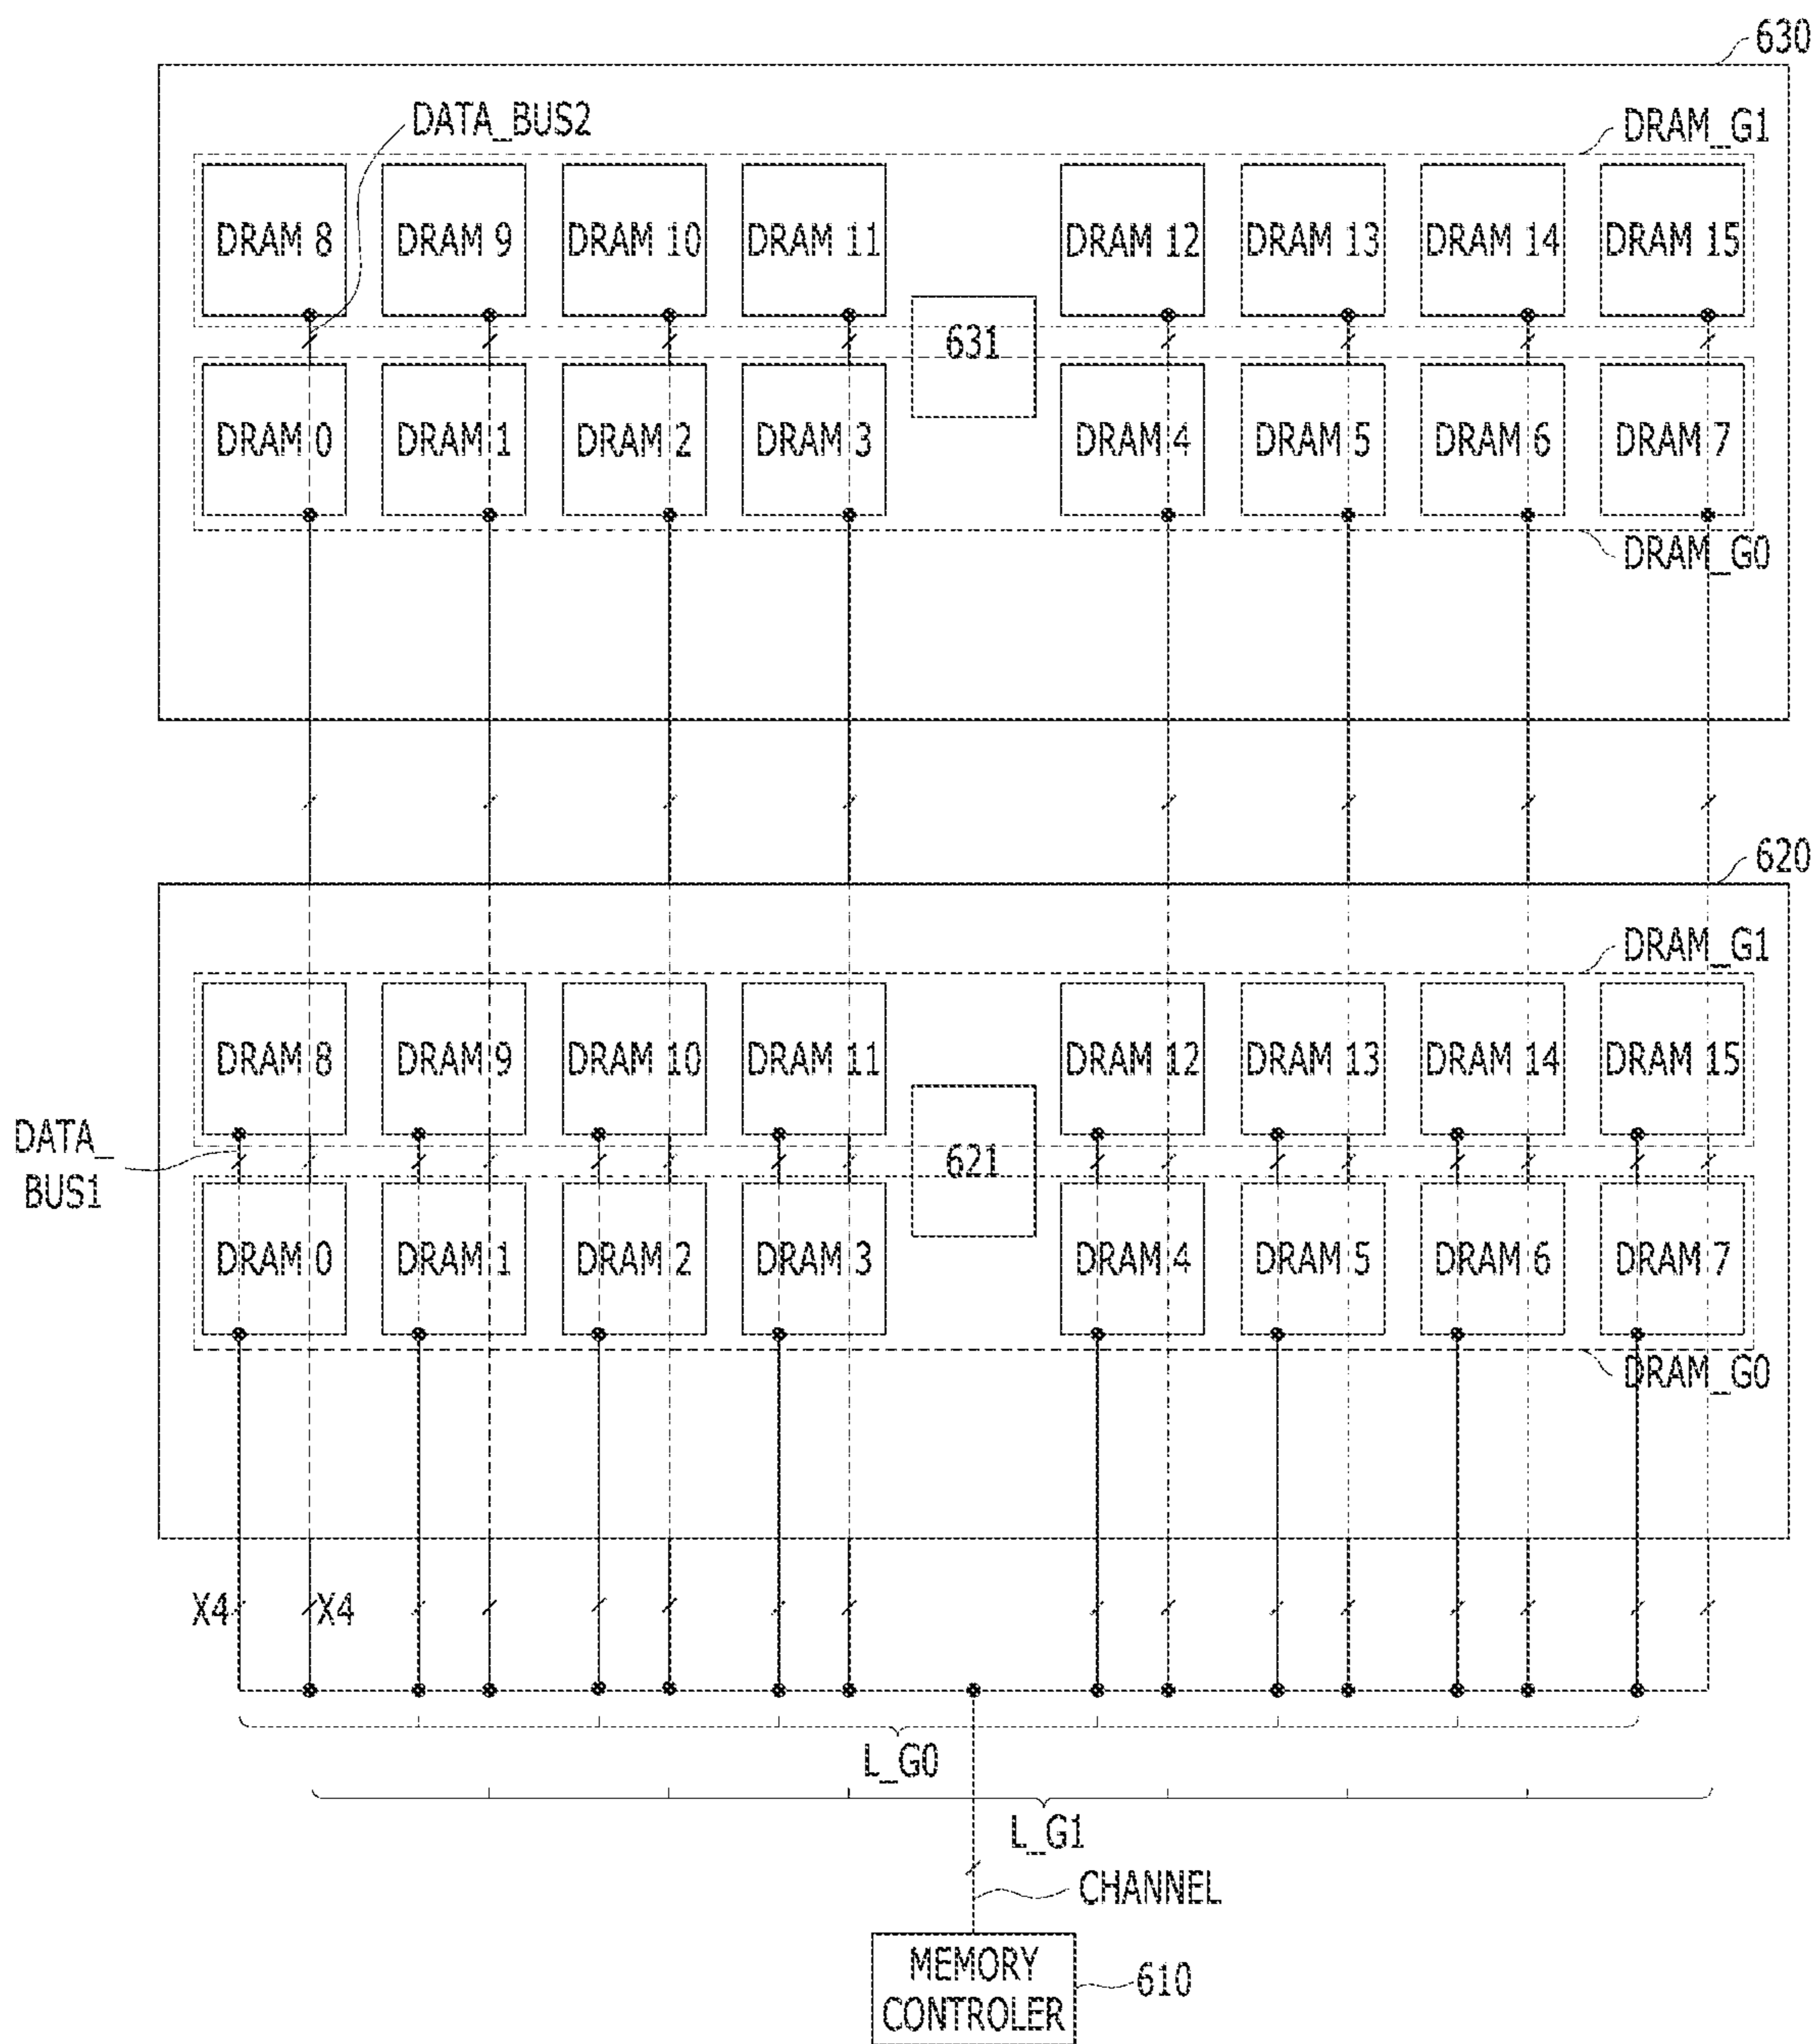 630
DATA_BUS2
DRAM_G1
DRAM 8 DRAM 9 DRAM 10 DRAM 11 DRAM 12 DRAM 13 DRAM 14 DRAM 15
631
DRAM 0 DRAM 1 DRAM 2 DRAM 3 DRAM 4 DRAM 5 DRAM 6 DRAM 7
DRAM_G0
620
DRAM_G1
DRAM 8 DRAM 9 DRAM 10 DRAM 11 DRAM 12 DRAM 13 DRAM 14 DRAM 15
DATA_
BUS1
621
DRAM 0 DRAM 1 DRAM 2 DRAM 3 DRAM 4 DRAM 5 DRAM 6 DRAM 7
DRAM_G0
X4 X4
L_G0
L_G1
CHANNEL
MEMORY
CONTROLER
610